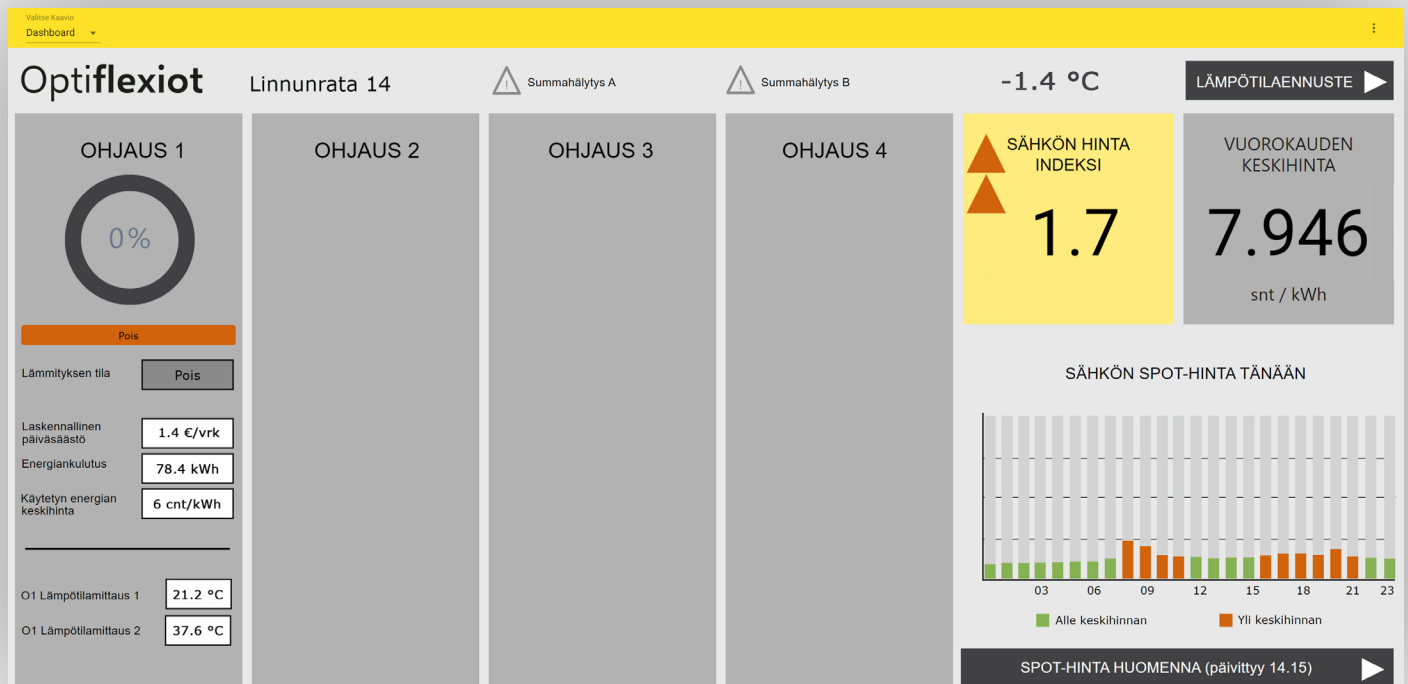 Valitse Kaavio
Dashboard
Optiflexiot
Linnunrata 14
Summahälytys A
Summahälytys B
-1.4 °C
LÄMPÖTILAENNUSTE
OHJAUS 1
0%
Pois
Lämmityksen tila
Pois
Laskennallinen
päiväsäästö
1.4 €/vrk
Energiankulutus
78.4 kWh
Käytetyn energian
keskihinta
6 cnt/kWh
O1 Lämpötilamittaus 1
21.2 °C
O1 Lämpötilamittaus 2
37.6 °C
OHJAUS 2
OHJAUS 3
OHJAUS 4
SÄHKÖN HINTA
INDEKSI
1.7
VUOROKAUDEN
KESKIHINTA
7.946
snt / kWh
SÄHKÖN SPOT-HINTA TÄNÄÄN
03 06 09 12 15 18 21 23
Alle keskihinnan
Yli keskihinnan
SPOT-HINTA HUOMENNA (päivittyy 14.15)